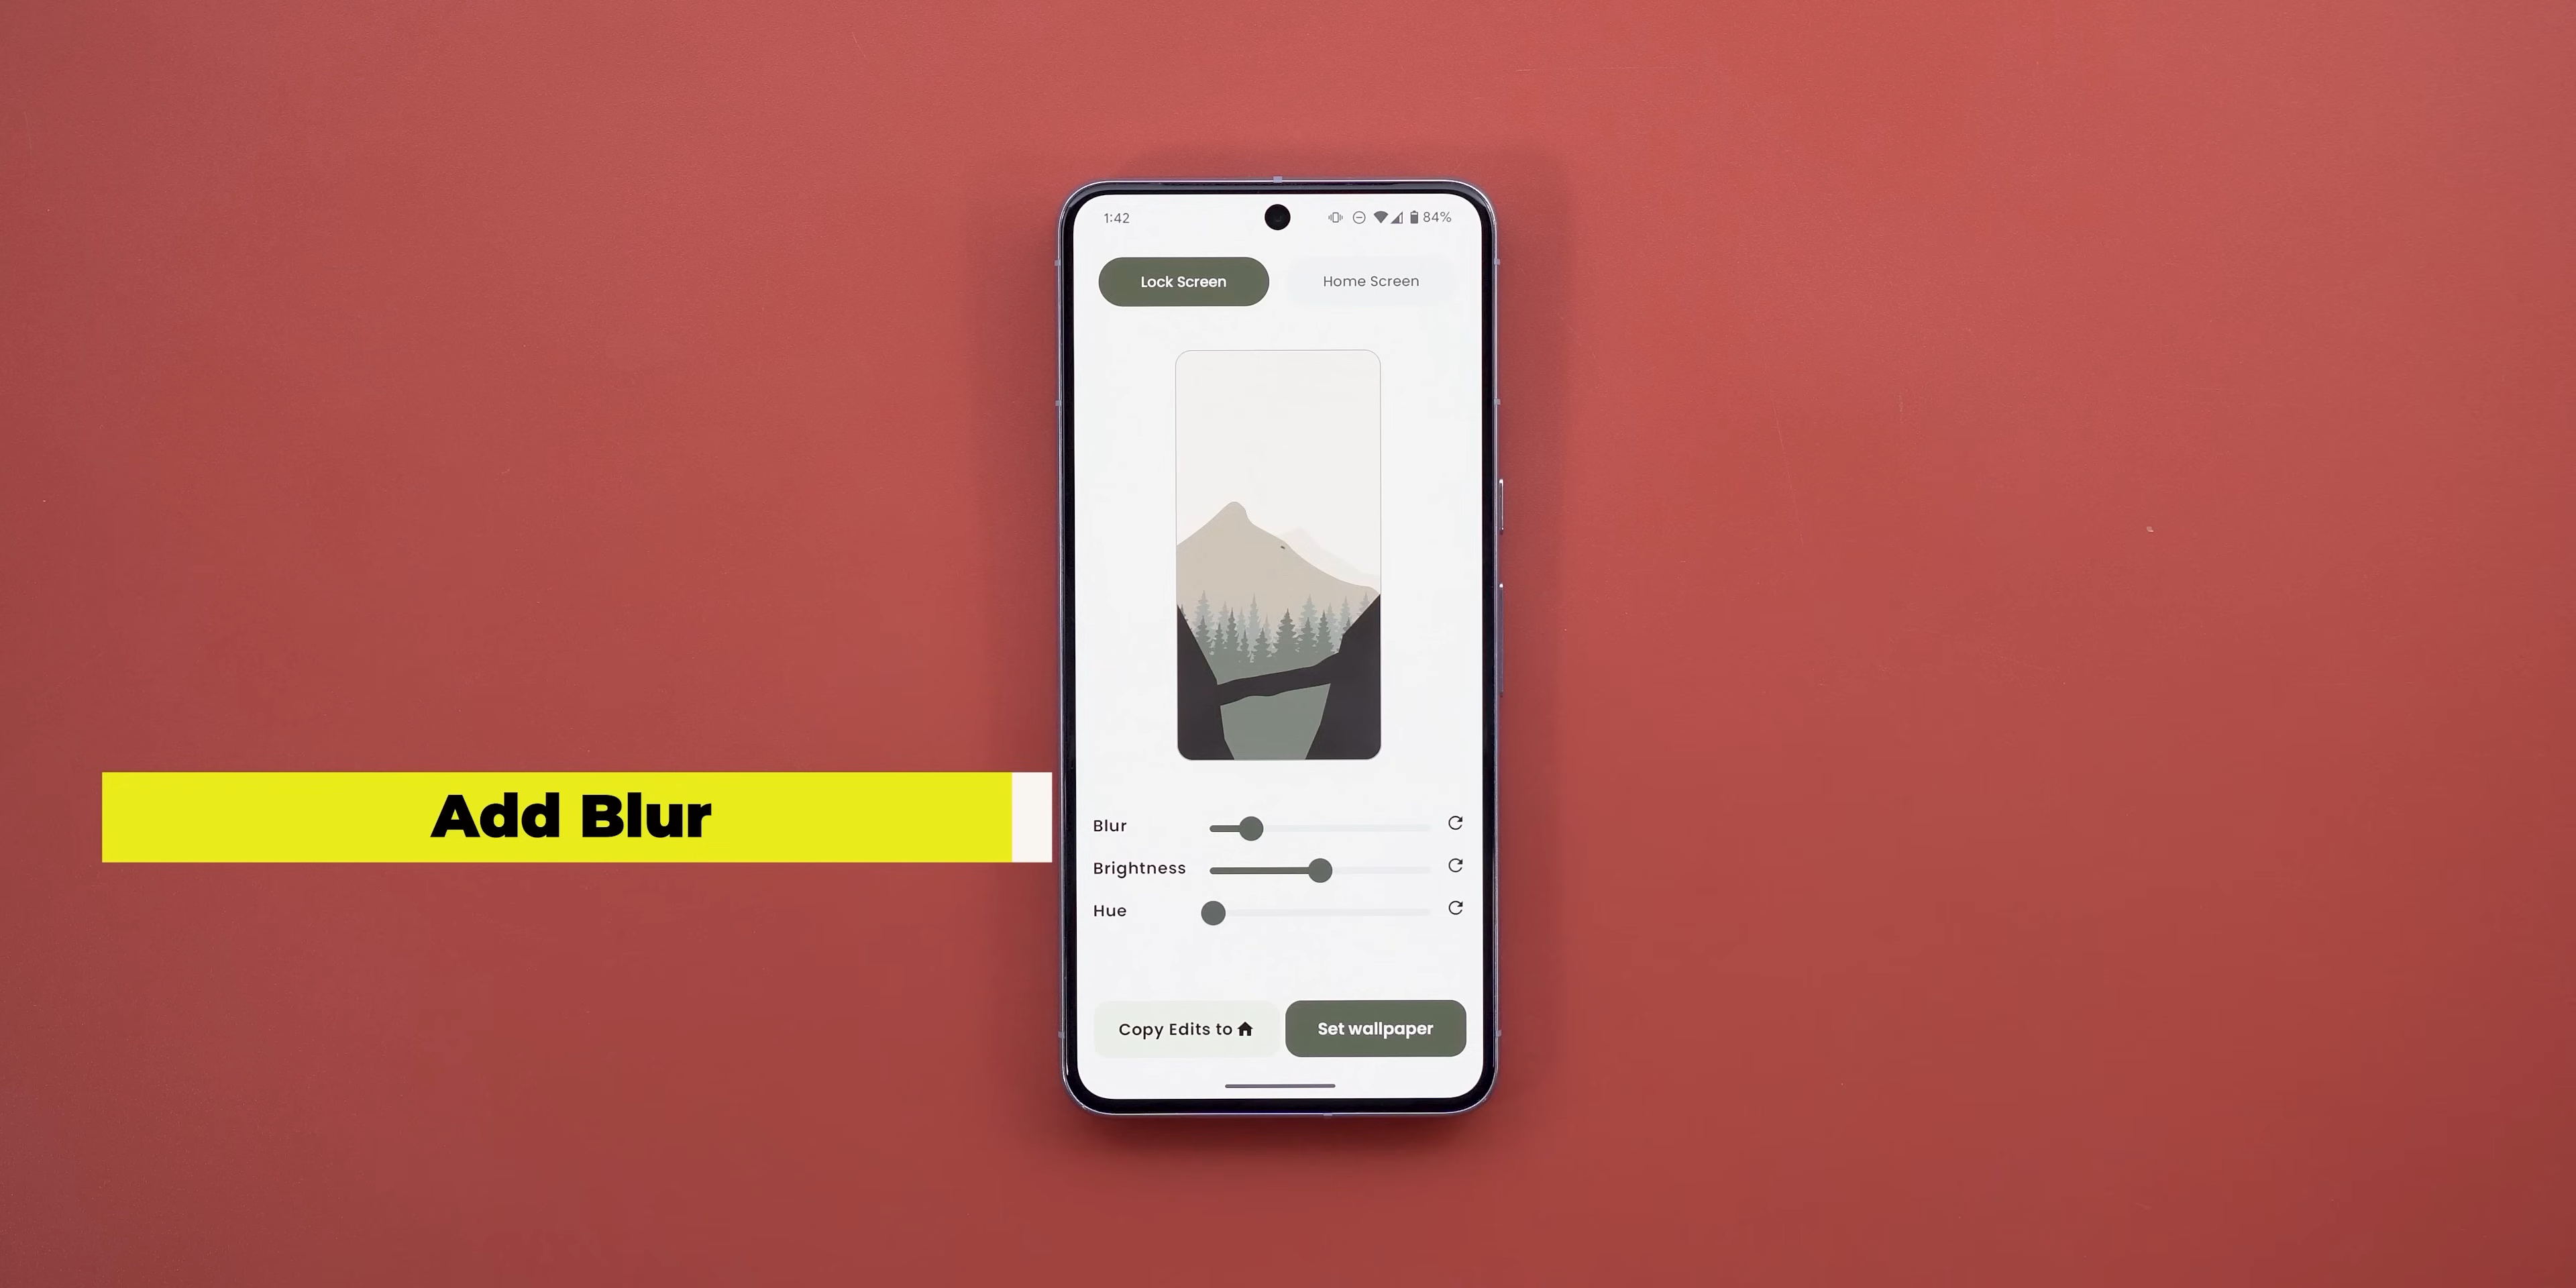 1:42 84%
Lock Screen Home Screen
Add Blur
Blur
Brightness
Hue
Copy Edits to
Set wallpaper